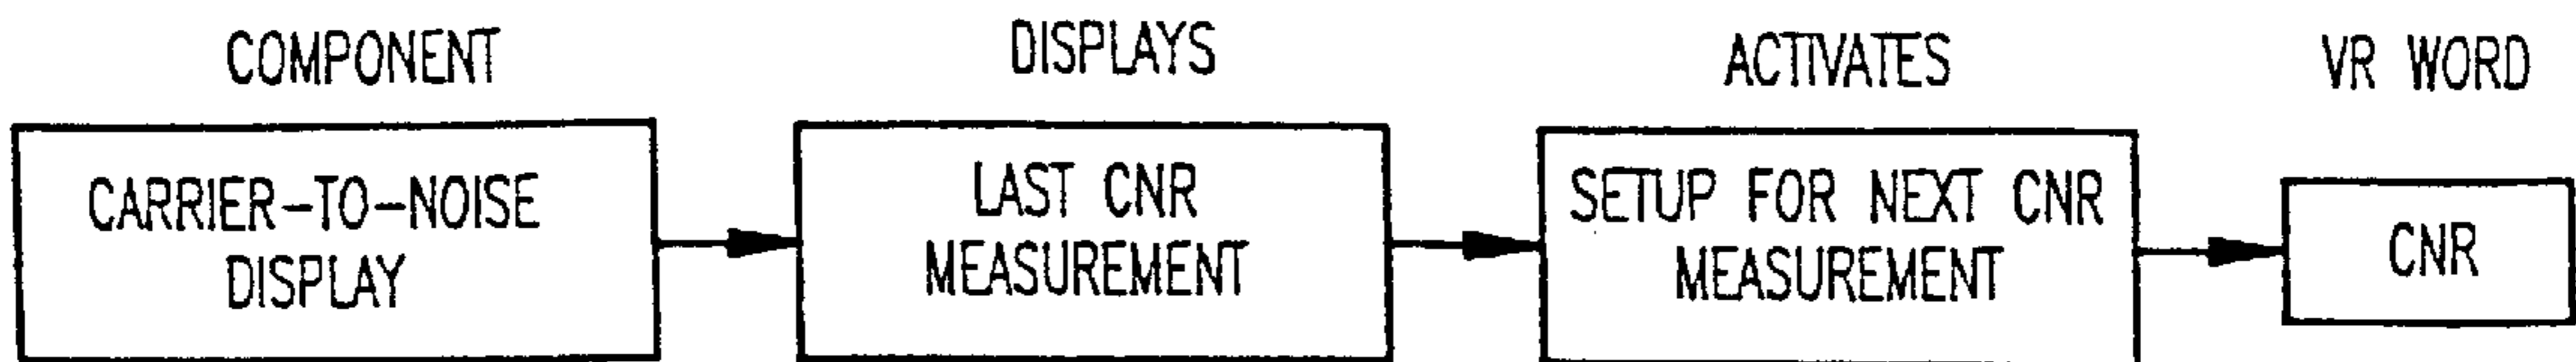 COMPONENT
DISPLAYS
ACTIVATES
VR WORD
CARRIER-TO-NOISE
DISPLAY
LAST CNR
MEASUREMENT
SETUP FOR NEXT CNR
MEASUREMENT
CNR